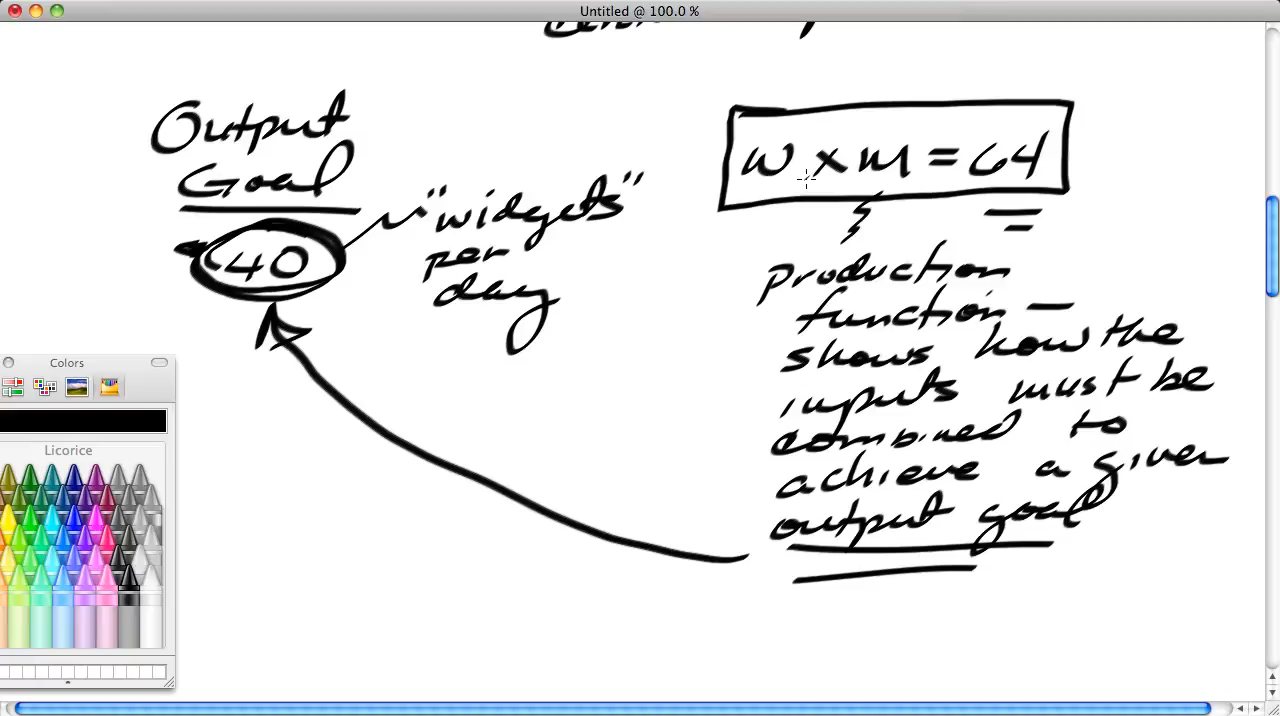 Untitled @ 100.0 %
Output
Goal
40
"widgets"
per
day
W x M = 64
production
function —
shows how the
inputs must be
combined to
achieve a given
output goal
Colors
Licorice